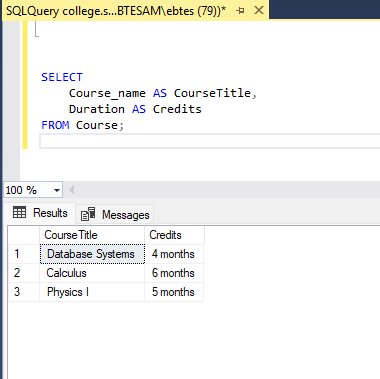 SQLQuery college.s...BTESAM\ebtes (79))*
SELECT
Course_name AS CourseTitle,
Duration AS Credits
FROM Course;
100 %
Results Messages
CourseTitle Credits
1 Database Systems 4 months
2 Calculus 6 months
3 Physics I 5 months